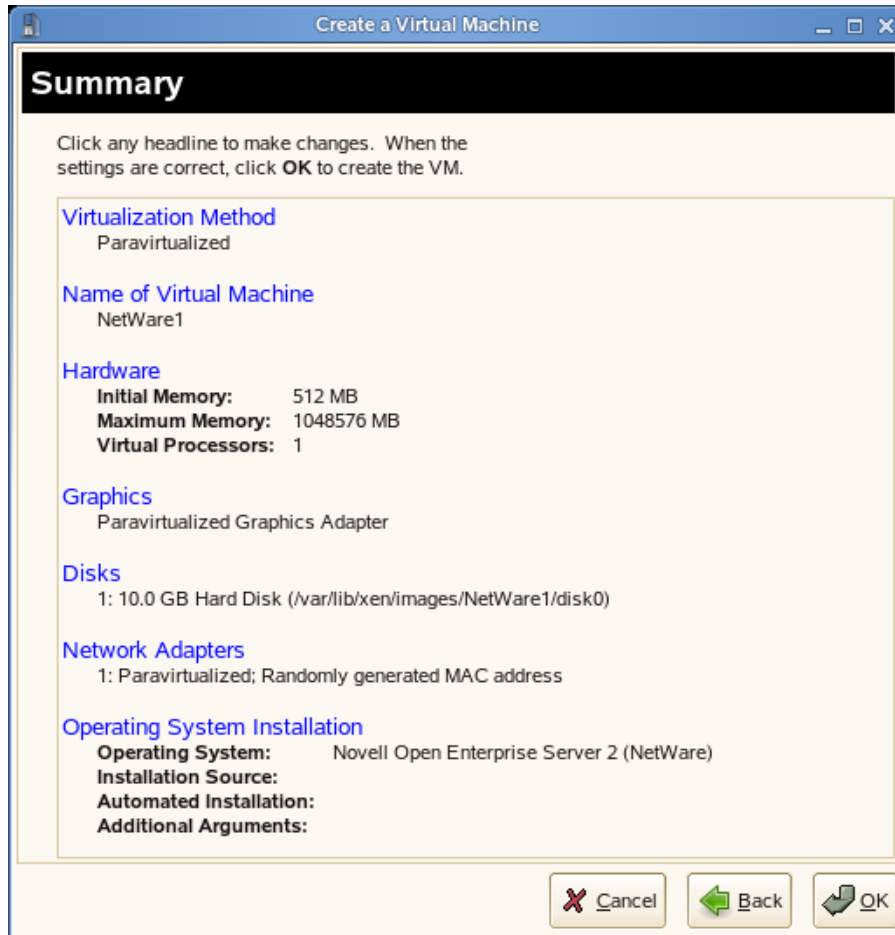 Create a Virtual Machine
Summary
Click any headline to make changes. When the
settings are correct, click OK to create the VM.
Virtualization Method
Paravirtualized
Name of Virtual Machine
NetWare1
Hardware
Initial Memory: 512 MB
Maximum Memory: 1048576 MB
Virtual Processors: 1
Graphics
Paravirtualized Graphics Adapter
Disks
1: 10.0 GB Hard Disk (/var/lib/xen/images/NetWare1/disk0)
Network Adapters
1: Paravirtualized; Randomly generated MAC address
Operating System Installation
Operating System: Novell Open Enterprise Server 2 (NetWare)
Installation Source:
Automated Installation:
Additional Arguments:
Cancel Back OK